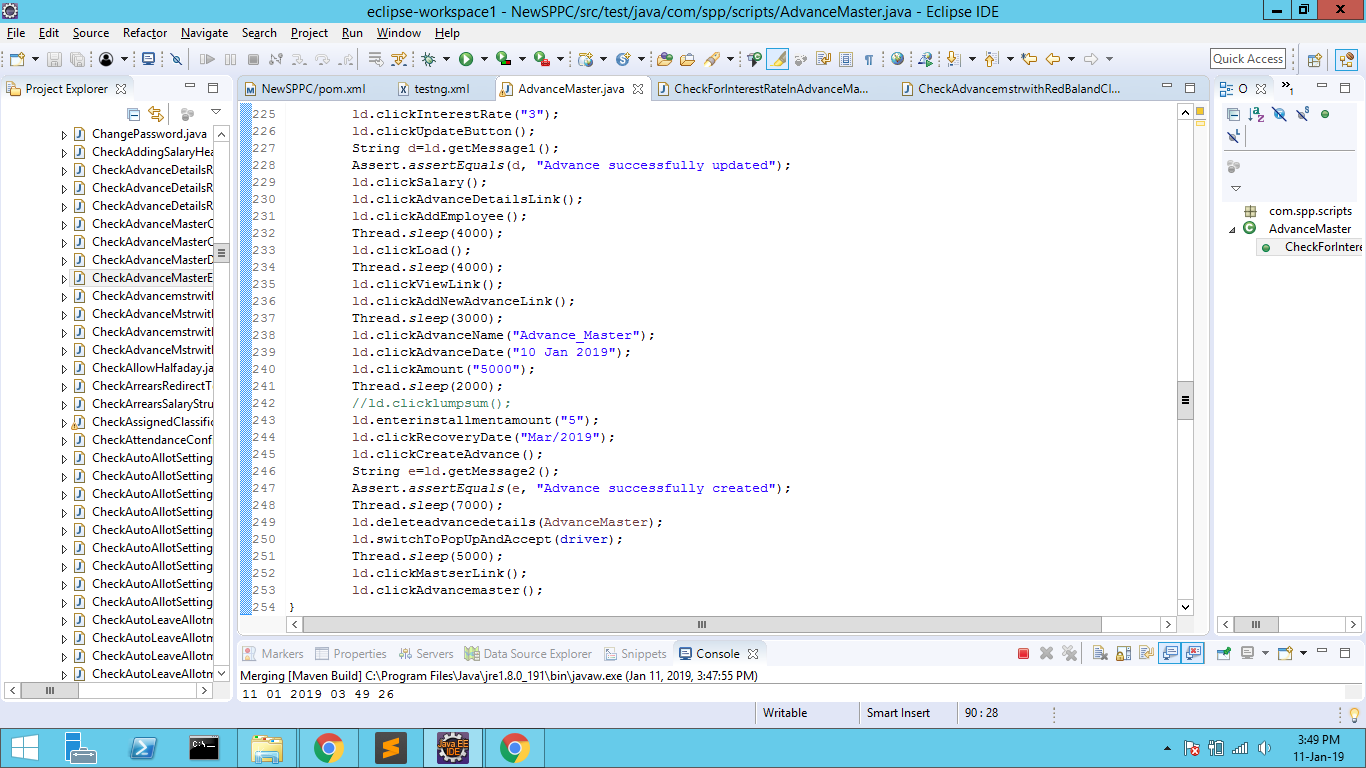 eclipse-workspace1 - NewSPPC/src/test/java/com/spp/scripts/AdvanceMaster.java - Eclipse IDE
File Edit Source Refactor Navigate Search Project Run Window Help
Quick Access
Project Explorer
ChangePassword.java
CheckAddingSalaryHea
CheckAdvanceDetailsR
CheckAdvanceDetailsR
CheckAdvanceDetailsR
CheckAdvanceMasterC
CheckAdvanceMasterC
CheckAdvanceMasterD
CheckAdvanceMasterE
CheckAdvancemstrwith
CheckAdvanceMstrwith
CheckAdvancemstrwith
CheckAdvanceMstrwith
CheckAllowHalfaday.ja
CheckArrearsRedirectT
CheckArrearsSalaryStru
CheckAssignedClassific
CheckAttendanceConf
CheckAutoAllotSetting
CheckAutoAllotSetting
CheckAutoAllotSetting
CheckAutoAllotSetting
CheckAutoAllotSetting
CheckAutoAllotSetting
CheckAutoAllotSetting
CheckAutoAllotSetting
CheckAutoAllotSetting
CheckAutoLeaveAllotm
CheckAutoLeaveAllotm
CheckAutoLeaveAllotm
CheckAutoLeaveAllotm
NewSPPC/pom.xml testng.xml AdvanceMaster.java CheckForInterestRateInAdvanceMa... CheckAdvancemstrwithRedBalandCl...
225 ld.clickInterestRate("3");
226 ld.clickUpdateButton();
227 String d=ld.getMessage1();
228 Assert.assertEquals(d, "Advance successfully updated");
229 ld.clickSalary();
230 ld.clickAdvanceDetailsLink();
231 ld.clickAddEmployee();
232 Thread.sleep(4000);
233 ld.clickLoad();
234 Thread.sleep(4000);
235 ld.clickViewLink();
236 ld.clickAddNewAdvanceLink();
237 Thread.sleep(3000);
238 ld.clickAdvanceName("Advance_Master");
239 ld.clickAdvanceDate("10 Jan 2019");
240 ld.clickAmount("5000");
241 Thread.sleep(2000);
242 //ld.clicklumpsum();
243 ld.enterinstallmentamount("5");
244 ld.clickRecoveryDate("Mar/2019");
245 ld.clickCreateAdvance();
246 String e=ld.getMessage2();
247 Assert.assertEquals(e, "Advance successfully created");
248 Thread.sleep(7000);
249 ld.deleteadvancedetails(AdvanceMaster);
250 ld.switchToPopUpAndAccept(driver);
251 Thread.sleep(5000);
252 ld.clickMastserLink();
253 ld.clickAdvancemaster();
254 }
O
com.spp.scripts
AdvanceMaster
CheckForIntere
Markers Properties Servers Data Source Explorer Snippets Console
Merging [Maven Build] C:\Program Files\Java\jre1.8.0_191\bin\javaw.exe (Jan 11, 2019, 3:47:55 PM)
11 01 2019 03 49 26
Writable Smart Insert 90 : 28
3:49 PM
11-Jan-19